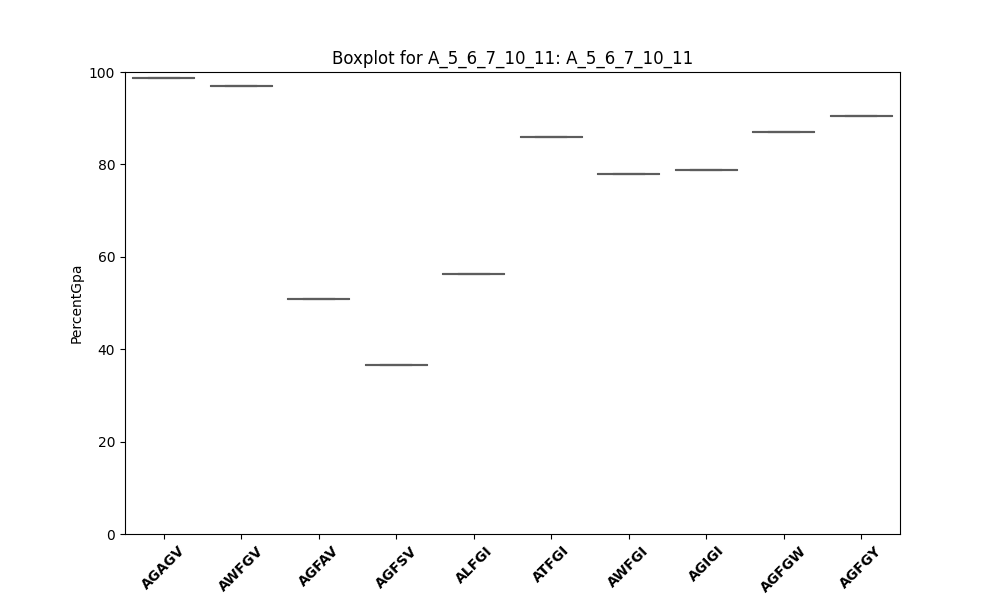 Boxplot for A_5_6_7_10_11: A_5_6_7_10_11
100
80
60
40
20
0
PercentGpa
AGAGV
AWFGV
AGFAV
AGFSV
ALFGI
ATFGI
AWFGI
AGIGI
AGFGW
AGFGY